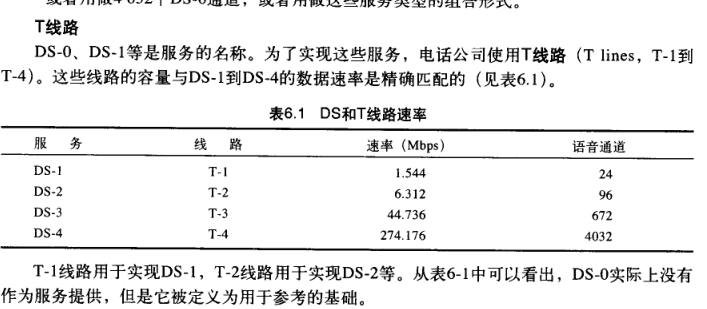 或者用做4 032个DS-0通道，或者用做这些服务类型的组合形式。
T线路
DS-0、DS-1等是服务的名称。为了实现这些服务，电话公司使用T线路（T lines，T-1到
T-4）。这些线路的容量与DS-1到DS-4的数据速率是精确匹配的（见表6.1）。
表6.1 DS和T线路速率
服 务 线 路 速率（Mbps） 语音通道
DS-1 T-1 1.544 24
DS-2 T-2 6.312 96
DS-3 T-3 44.736 672
DS-4 T-4 274.176 4032
T-1线路用于实现DS-1，T-2线路用于实现DS-2等。从表6-1中可以看出，DS-0实际上没有
作为服务提供，但是它被定义为用于参考的基础。